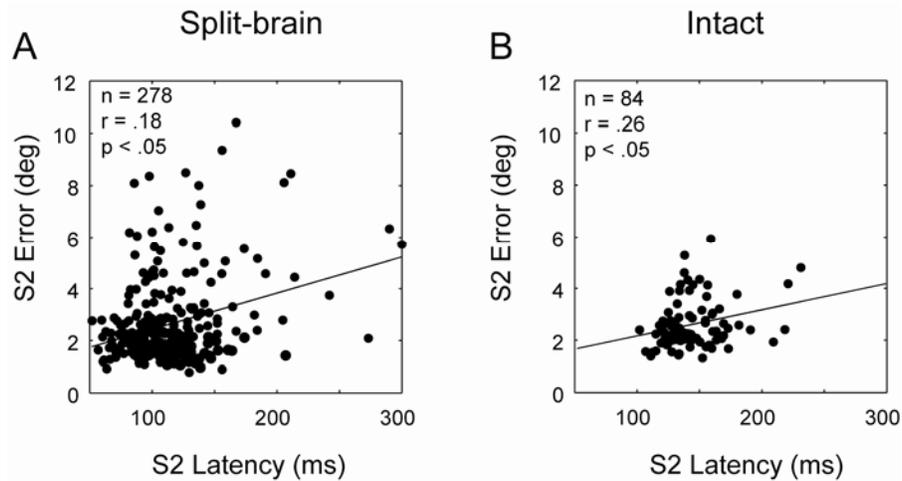 Split-brain
Intact
A
B
n = 278
r = .18
p < .05
S2 Error (deg)
12
10
8
6
4
2
0
100
200
300
S2 Latency (ms)
n = 84
r = .26
p < .05
S2 Error (deg)
12
10
8
6
4
2
0
100
200
300
S2 Latency (ms)